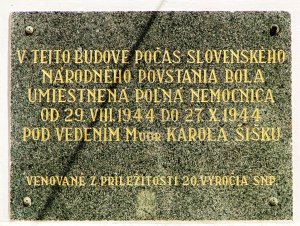 V TEJTO BUDOVE POČAS SLOVENSKÉHO
NÁRODNÉHO POVSTANIA BOLA
UMIESTNENÁ POĽNÁ NEMOCNICA
OD 29. VIII. 1944 DO 27. X. 1944
POD VEDENÍM MUDR KAROLA ŠIŠKU
VENOVANÉ Z PRÍLEŽITOSTI 20. VÝROČIA SNP